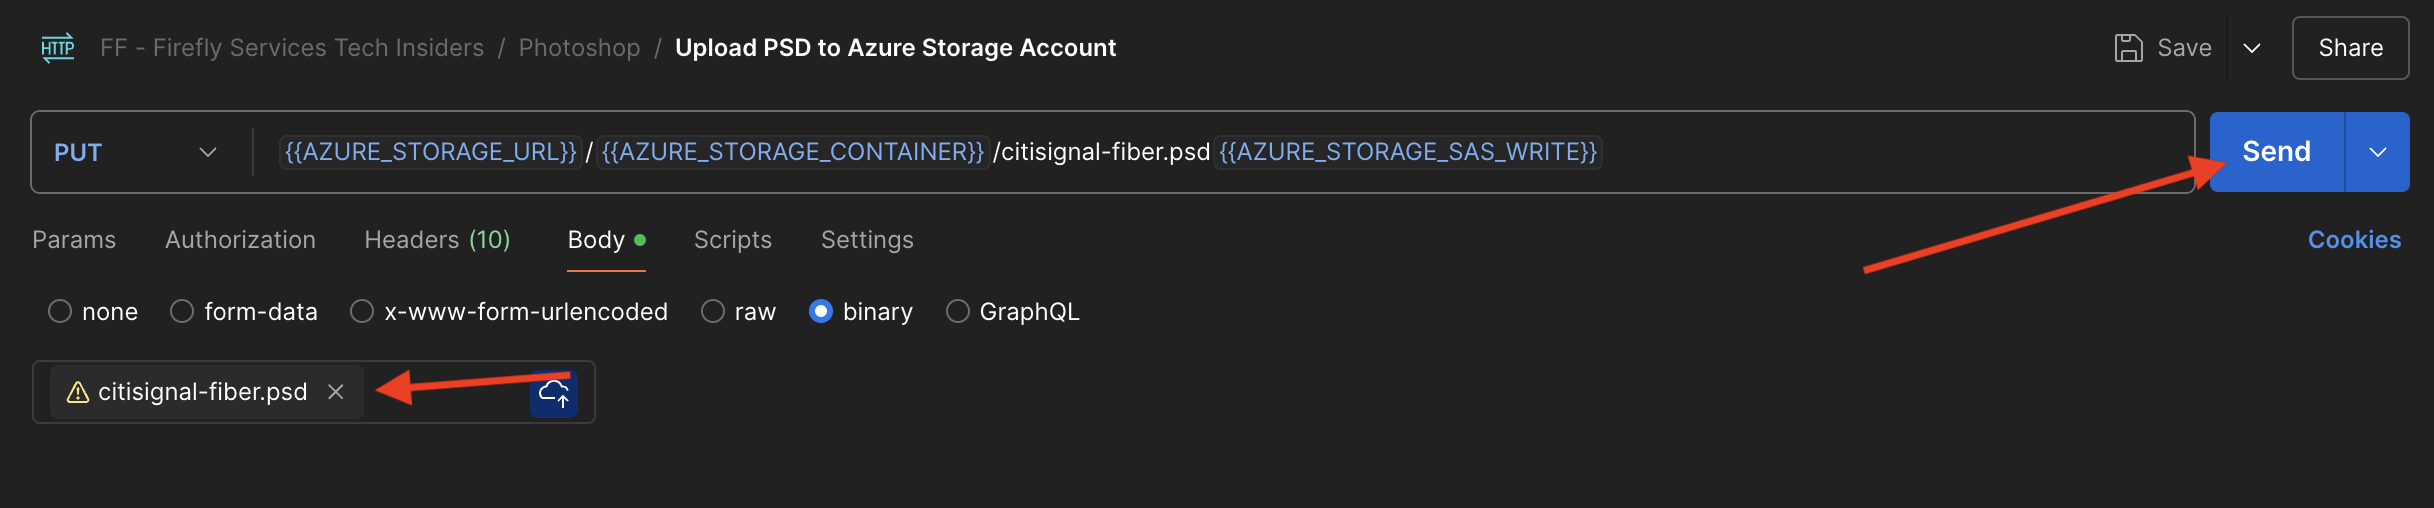 HTTP FF - Firefly Services Tech Insiders / Photoshop / Upload PSD to Azure Storage Account Save Share
PUT {{AZURE_STORAGE_URL}}/{{AZURE_STORAGE_CONTAINER}}/citisignal-fiber.psd{{AZURE_STORAGE_SAS_WRITE}} Send
Params Authorization Headers (10) Body Scripts Settings Cookies
none form-data x-www-form-urlencoded raw binary GraphQL
citisignal-fiber.psd